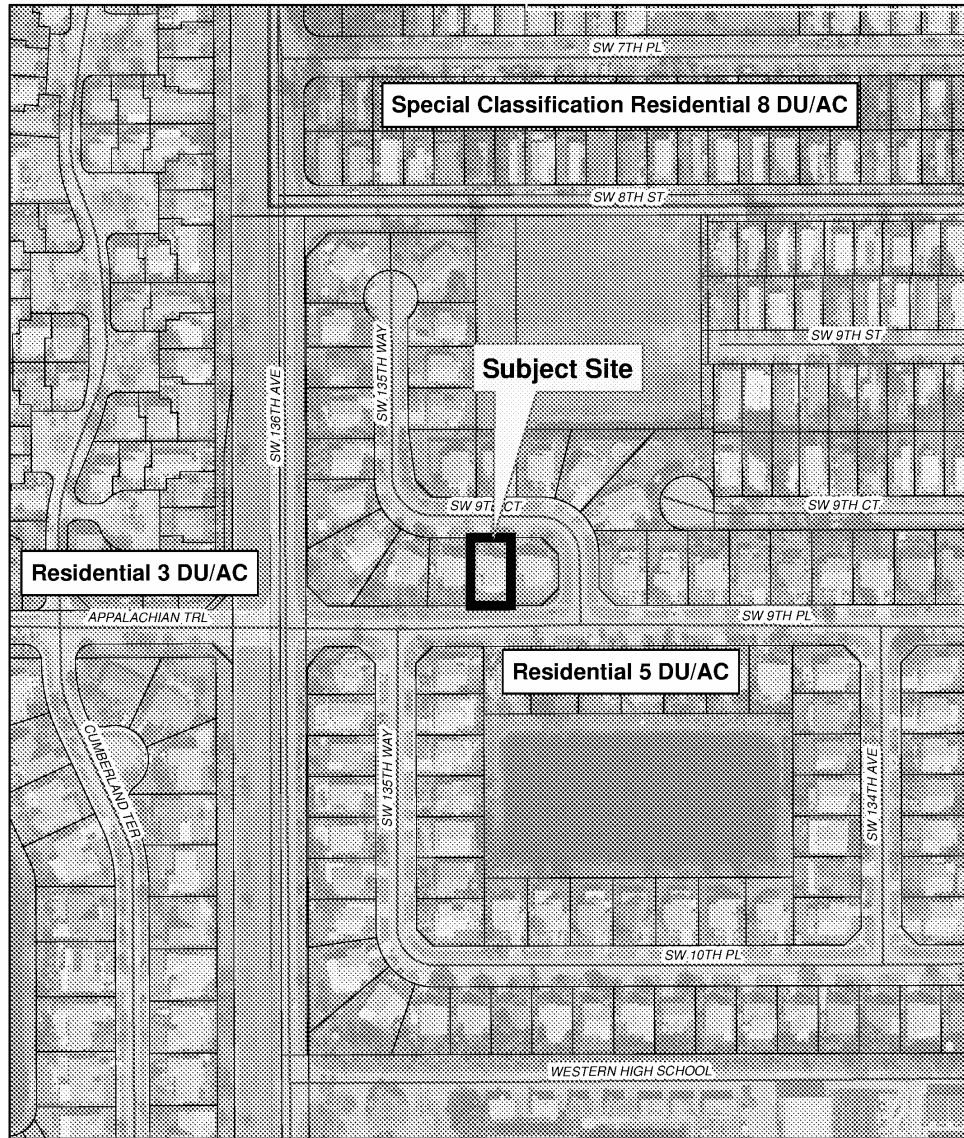 SW 7TH PL
Special Classification Residential 8 DU/AC
SW 8TH ST
SW 9TH ST
SW 135TH WAY
SW 136TH AVE
Subject Site
SW 9TH CT
SW 9TH CT
Residential 3 DU/AC
APPALACHIAN TRL
SW 9TH PL
Residential 5 DU/AC
CUMBERLAND TER
SW 135TH WAY
SW 134TH AVE
SW 10TH PL
WESTERN HIGH SCHOOL